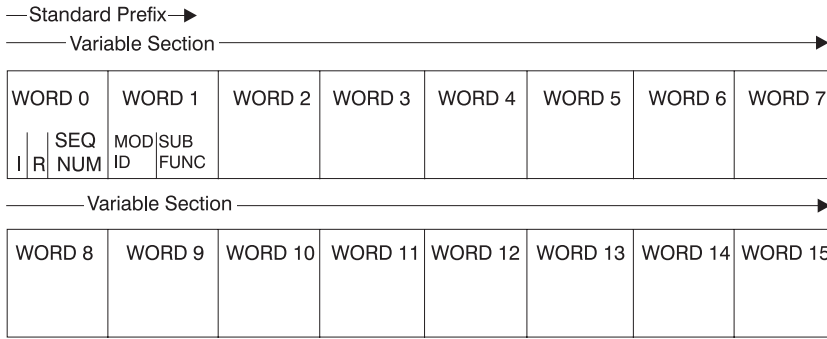 Standard Prefix
Variable Section
WORD 0 WORD 1 WORD 2 WORD 3 WORD 4 WORD 5 WORD 6 WORD 7
SEQ MOD SUB
I R NUM ID FUNC
Variable Section
WORD 8 WORD 9 WORD 10 WORD 11 WORD 12 WORD 13 WORD 14 WORD 15